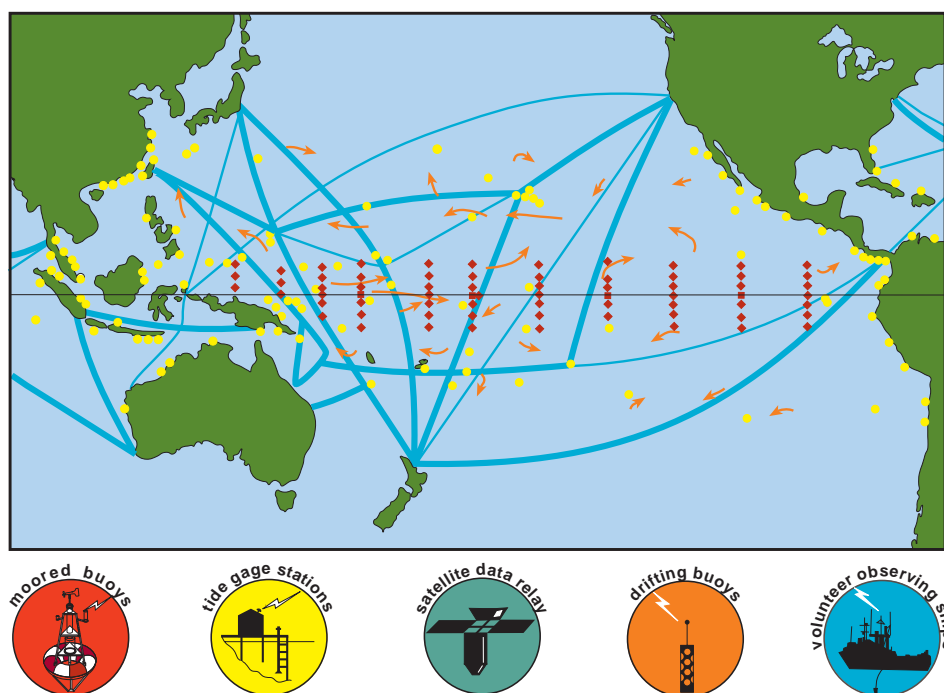 moored buoys
tide gage stations
satellite data relay
drifting buoys
volunteer observing